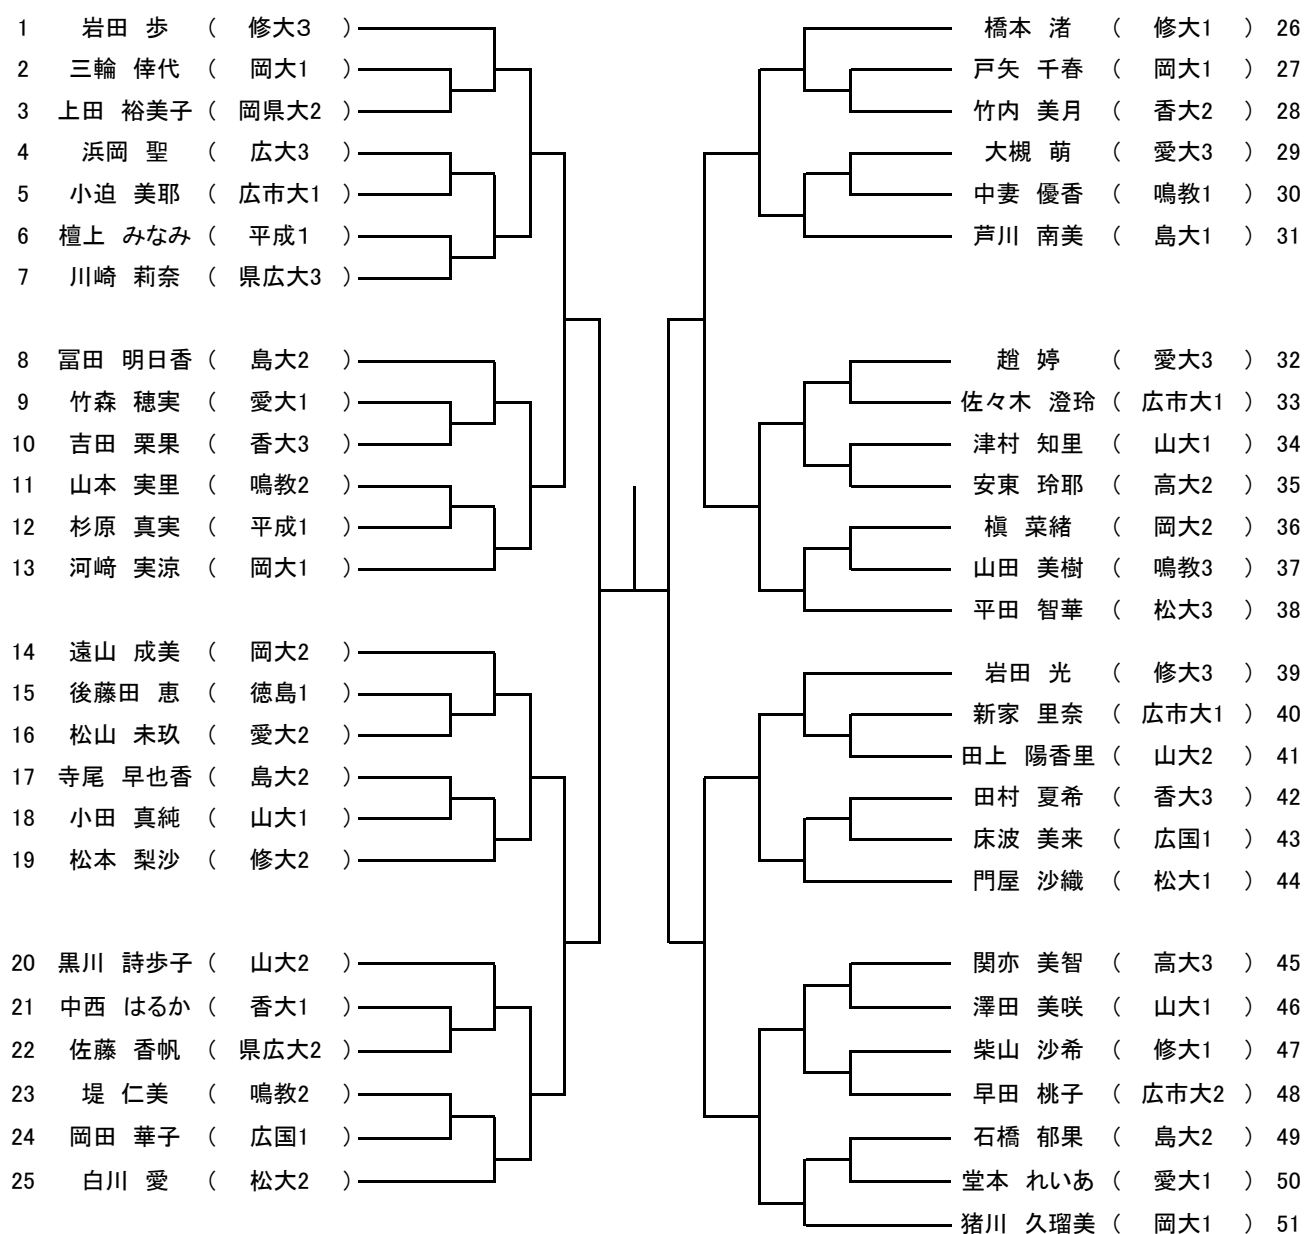 1 岩田 歩 ( 修大3 )
2 三輪 倖代 ( 岡大1 )
3 上田 裕美子 ( 岡県大2 )
4 浜岡 聖 ( 広大3 )
5 小迫 美耶 ( 広市大1 )
6 檀上 みなみ ( 平成1 )
7 川崎 莉奈 ( 県広大3 )
8 冨田 明日香 ( 島大2 )
9 竹森 穂実 ( 愛大1 )
10 吉田 栗果 ( 香大3 )
11 山本 実里 ( 鳴教2 )
12 杉原 真実 ( 平成1 )
13 河﨑 実涼 ( 岡大1 )
14 遠山 成美 ( 岡大2 )
15 後藤田 恵 ( 徳島1 )
16 松山 未玖 ( 愛大2 )
17 寺尾 早也香 ( 島大2 )
18 小田 真純 ( 山大1 )
19 松本 梨沙 ( 修大2 )
20 黒川 詩歩子 ( 山大2 )
21 中西 はるか ( 香大1 )
22 佐藤 香帆 ( 県広大2 )
23 堤 仁美 ( 鳴教2 )
24 岡田 華子 ( 広国1 )
25 白川 愛 ( 松大2 )
橋本 渚 ( 修大1 ) 26
戸矢 千春 ( 岡大1 ) 27
竹内 美月 ( 香大2 ) 28
大槻 萌 ( 愛大3 ) 29
中妻 優香 ( 鳴教1 ) 30
芦川 南美 ( 島大1 ) 31
趙 婷 ( 愛大3 ) 32
佐々木 澄玲 ( 広市大1 ) 33
津村 知里 ( 山大1 ) 34
安東 玲耶 ( 高大2 ) 35
槇 菜緒 ( 岡大2 ) 36
山田 美樹 ( 鳴教3 ) 37
平田 智華 ( 松大3 ) 38
岩田 光 ( 修大3 ) 39
新家 里奈 ( 広市大1 ) 40
田上 陽香里 ( 山大2 ) 41
田村 夏希 ( 香大3 ) 42
床波 美来 ( 広国1 ) 43
門屋 沙織 ( 松大1 ) 44
関亦 美智 ( 高大3 ) 45
澤田 美咲 ( 山大1 ) 46
柴山 沙希 ( 修大1 ) 47
早田 桃子 ( 広市大2 ) 48
石橋 郁果 ( 島大2 ) 49
堂本 れいあ ( 愛大1 ) 50
猪川 久瑠美 ( 岡大1 ) 51